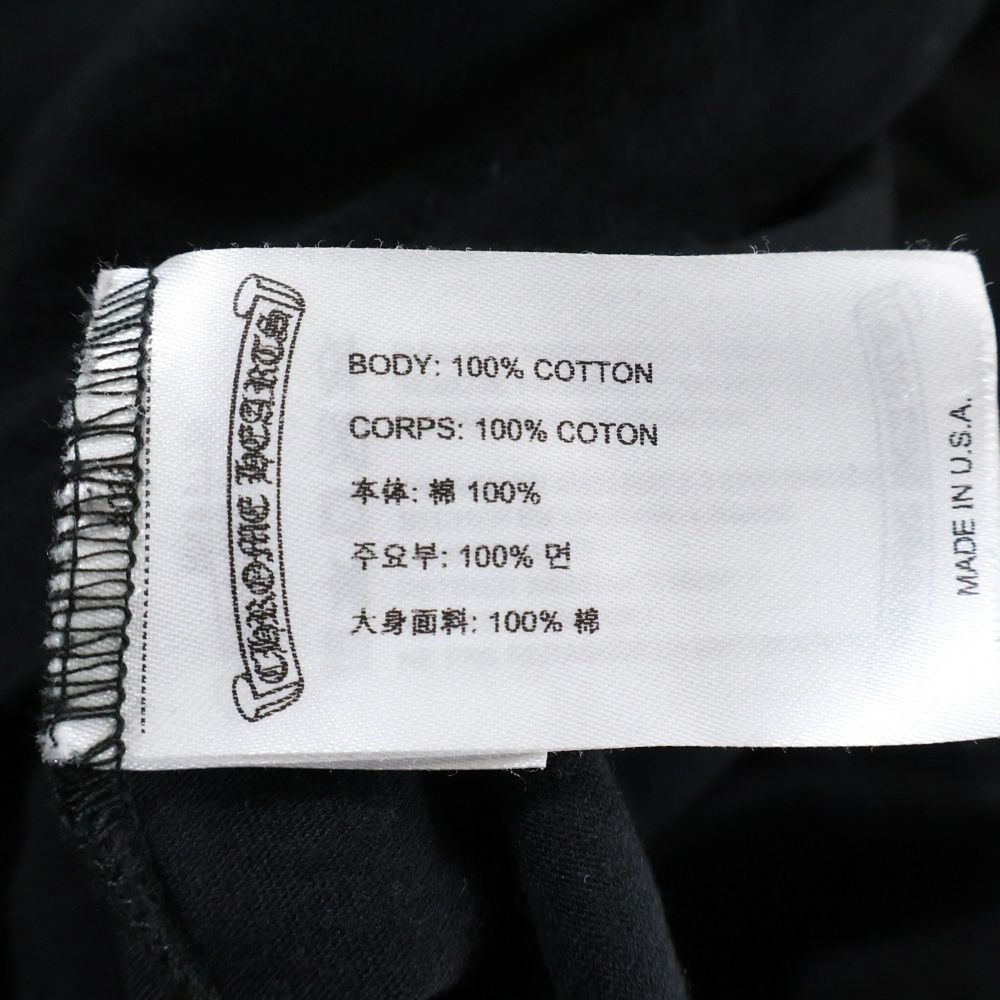 CHROME HEARTS
BODY: 100% COTTON
CORPS: 100% COTON
本体: 棉 100%
주요부: 100% 면
大身面料: 100% 棉
MADE IN U.S.A.